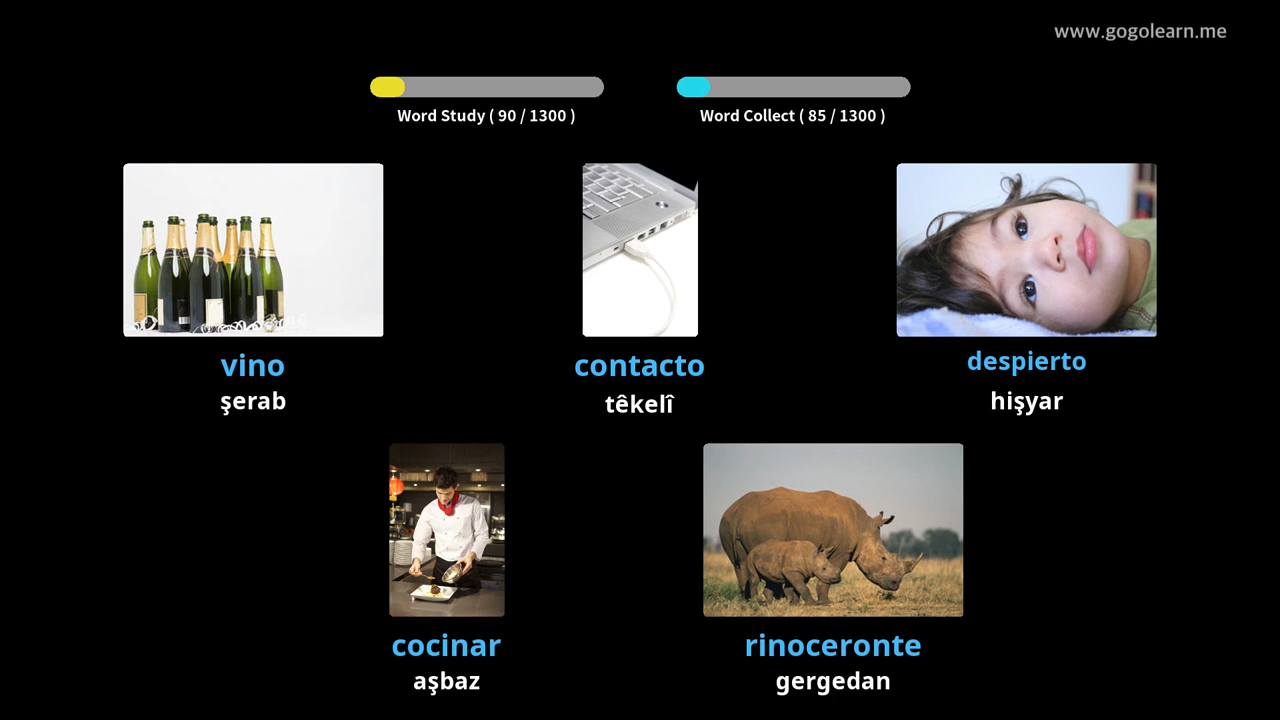 www.gogolearn.me
Word Study ( 90 / 1300 )
Word Collect ( 85 / 1300 )
vino
şerab
contacto
têkelî
despierto
hişyar
cocinar
aşbaz
rinoceronte
gergedan